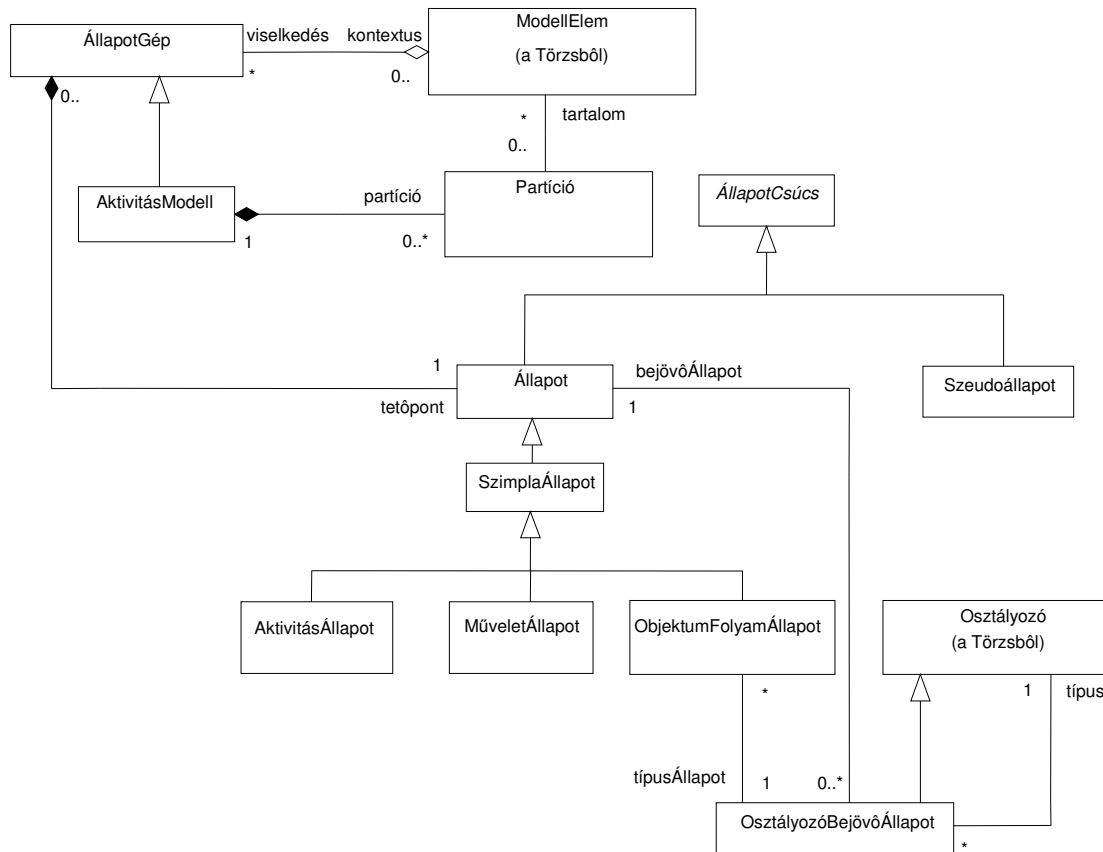 ÁllapotGép
viselkedés
kontextus
ModellElem
(a Törzsbôl)
0..
*
0..
*
tartalom
0..
AktivitásModell
partíció
Partíció
1
0..*
ÁllapotCsúcs
1
Állapot
bejövôÁllapot
Szeudoállapot
tetôpont
1
SzimplaÁllapot
AktivitásÁllapot
MűveletÁllapot
ObjektumFolyamÁllapot
Osztályozó
(a Törzsbôl)
*
1
típus
típusÁllapot
1
0..*
OsztályozóBejövôÁllapot
*